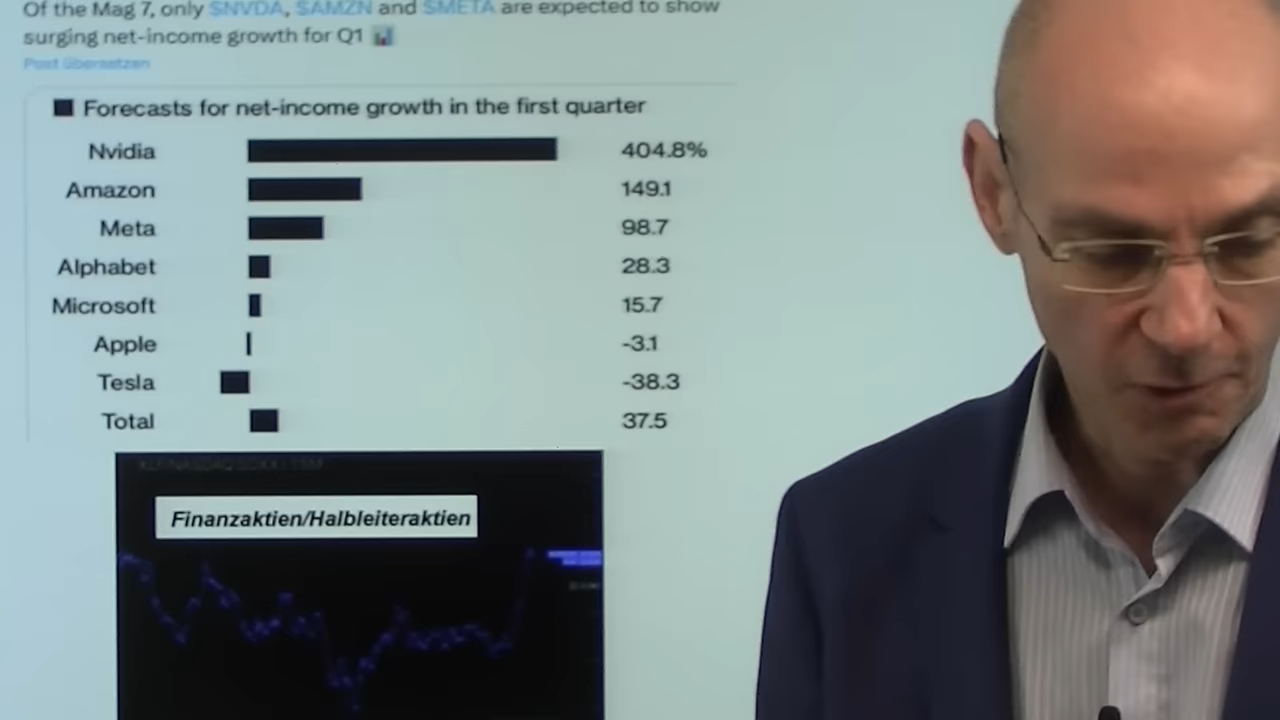 Of the Mag 7, only $NVDA, $AMZN and $META are expected to show
surging net-income growth for Q1
Post übersetzen
Forecasts for net-income growth in the first quarter
Nvidia 404.8%
Amazon 149.1
Meta 98.7
Alphabet 28.3
Microsoft 15.7
Apple -3.1
Tesla -38.3
Total 37.5
Finanzaktien/Halbleiteraktien